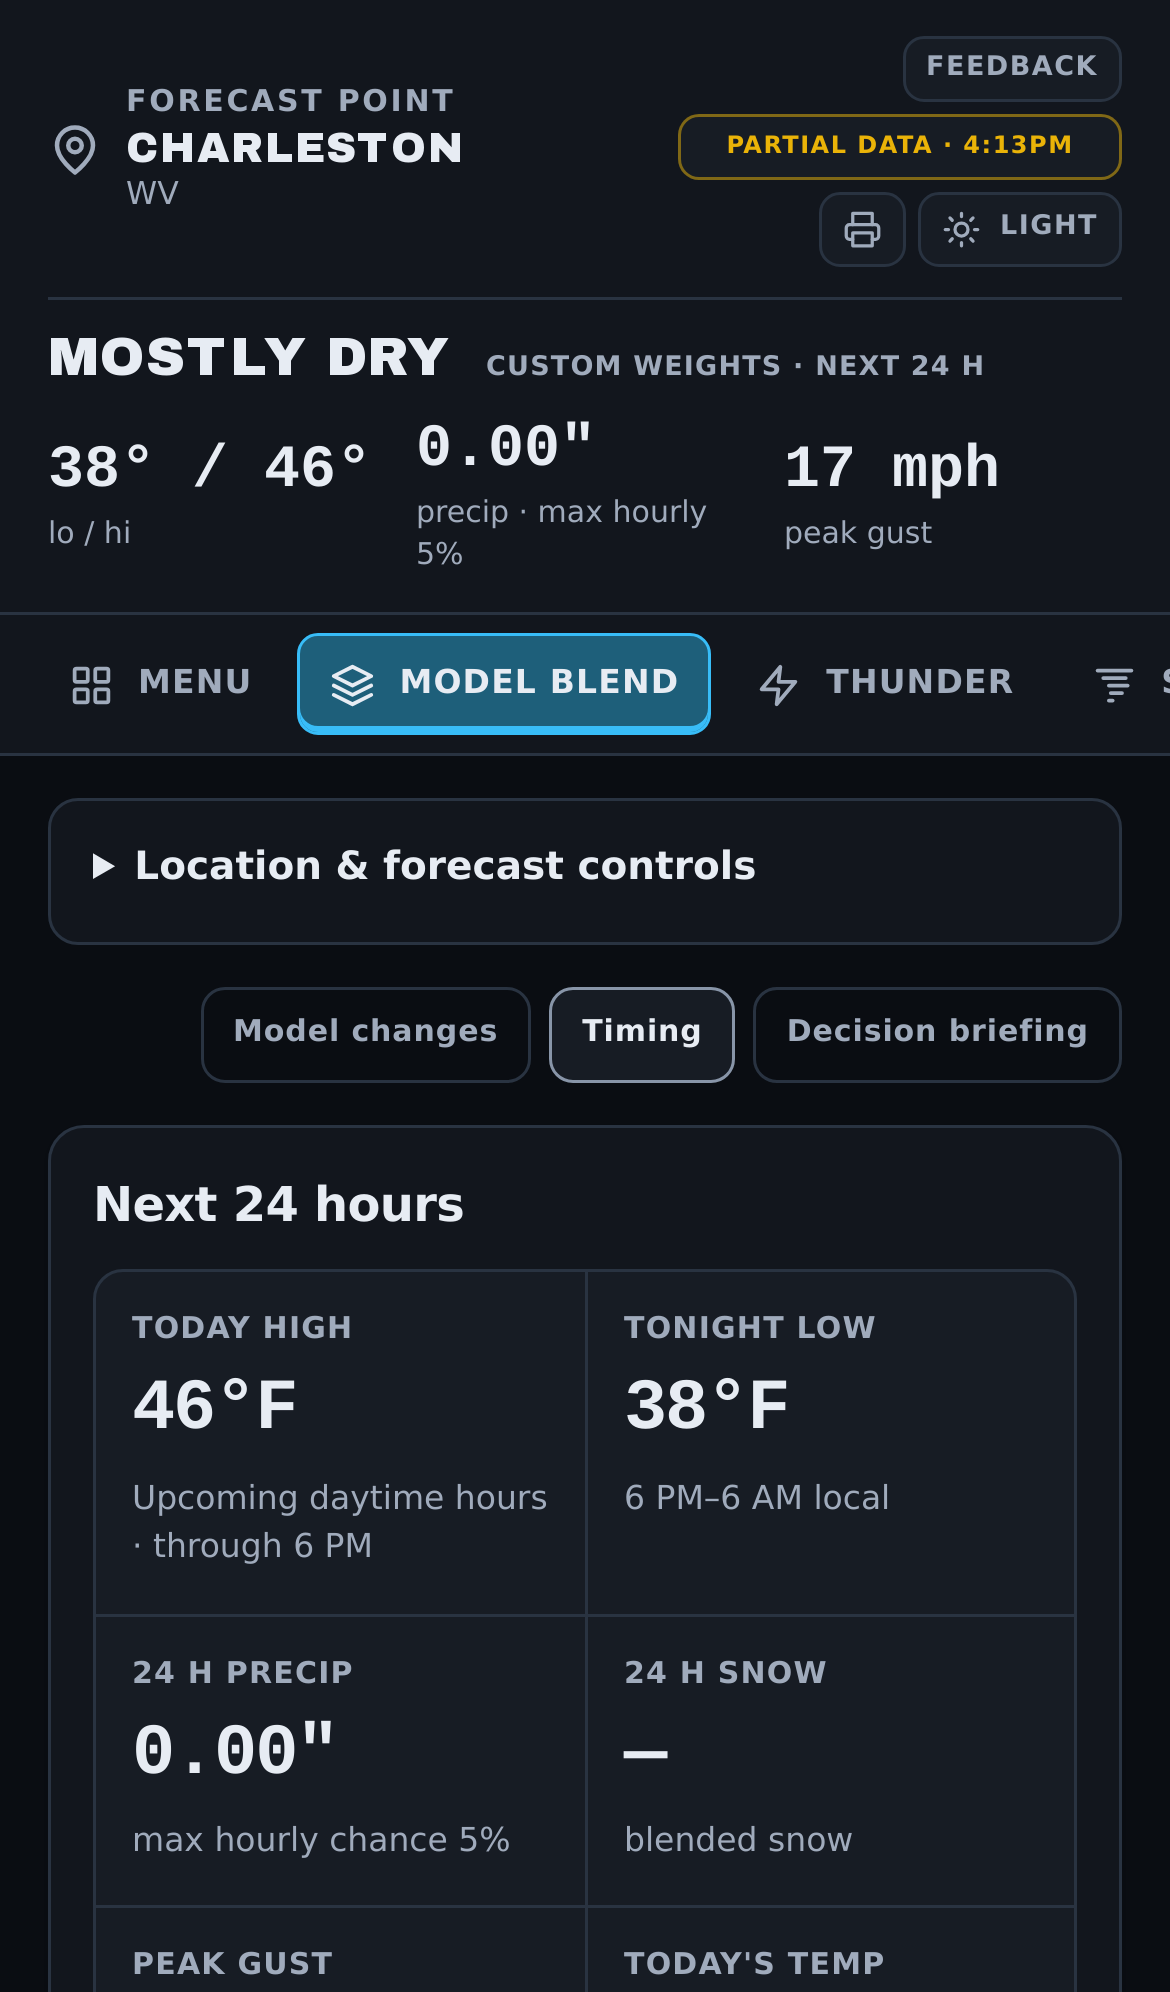 FORECAST POINT
CHARLESTON
WV
FEEDBACK
PARTIAL DATA · 4:13PM
LIGHT
MOSTLY DRY CUSTOM WEIGHTS · NEXT 24 H
38° / 46°
lo / hi
0.00"
precip · max hourly
5%
17 mph
peak gust
MENU
MODEL BLEND
THUNDER
Location & forecast controls
Model changes
Timing
Decision briefing
Next 24 hours
TODAY HIGH
46°F
Upcoming daytime hours
· through 6 PM
TONIGHT LOW
38°F
6 PM–6 AM local
24 H PRECIP
0.00"
max hourly chance 5%
24 H SNOW
—
blended snow
PEAK GUST
TODAY'S TEMP